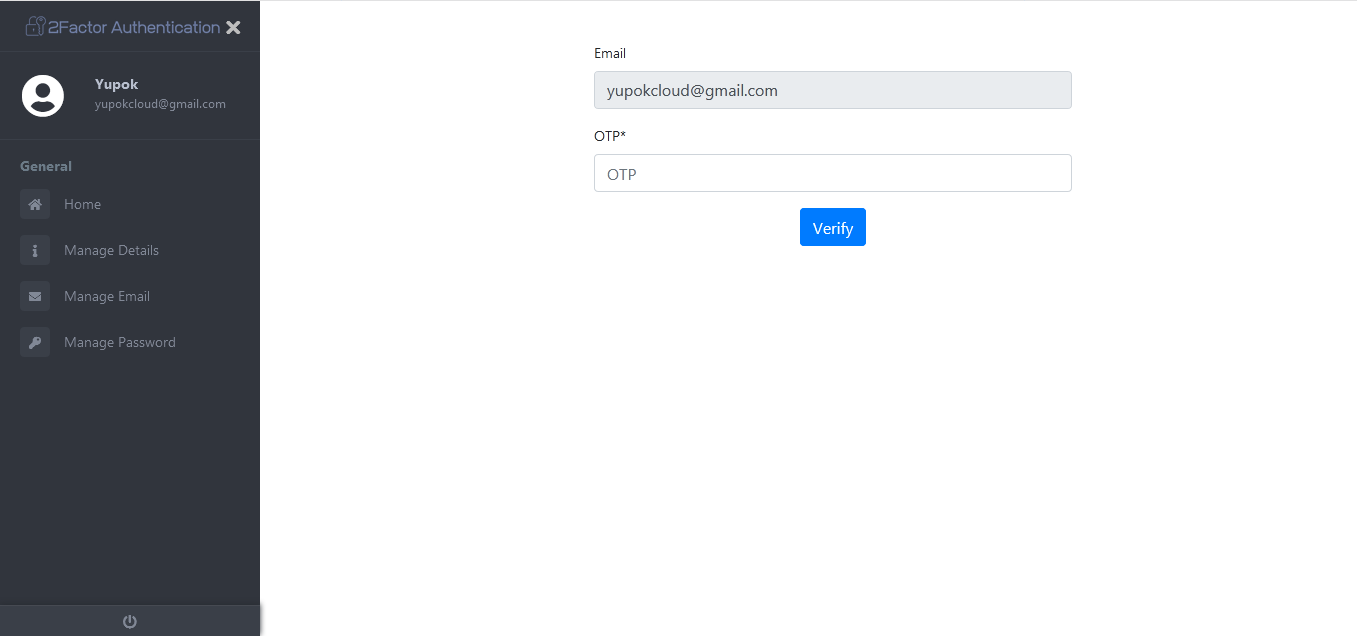 2Factor Authentication
Yupok
yupokcloud@gmail.com
General
Home
Manage Details
Manage Email
Manage Password
Email
yupokcloud@gmail.com
OTP*
OTP
Verify